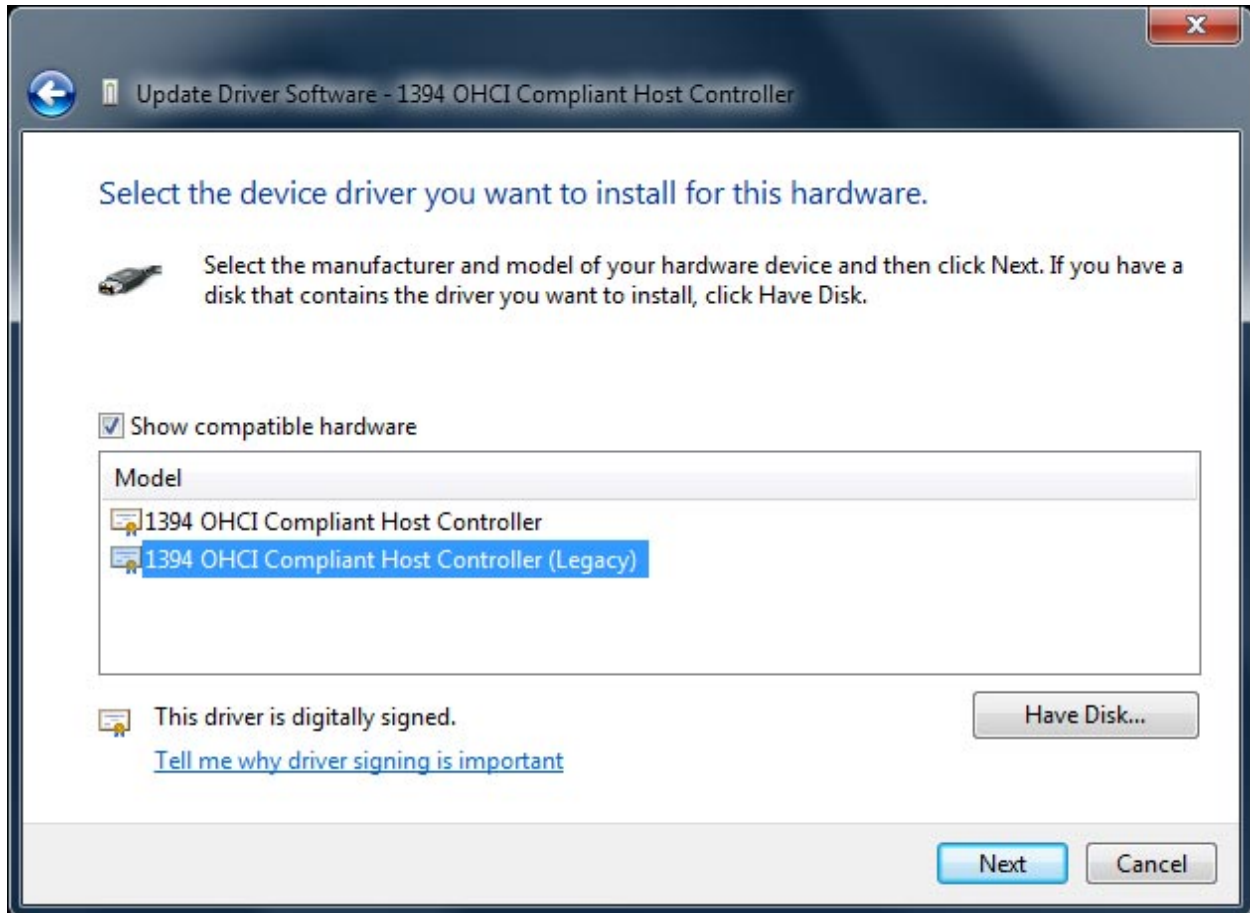 Update Driver Software - 1394 OHCI Compliant Host Controller
Select the device driver you want to install for this hardware.
Select the manufacturer and model of your hardware device and then click Next. If you have a
disk that contains the driver you want to install, click Have Disk.
Show compatible hardware
Model
1394 OHCI Compliant Host Controller
1394 OHCI Compliant Host Controller (Legacy)
This driver is digitally signed.
Have Disk...
Tell me why driver signing is important
Next
Cancel